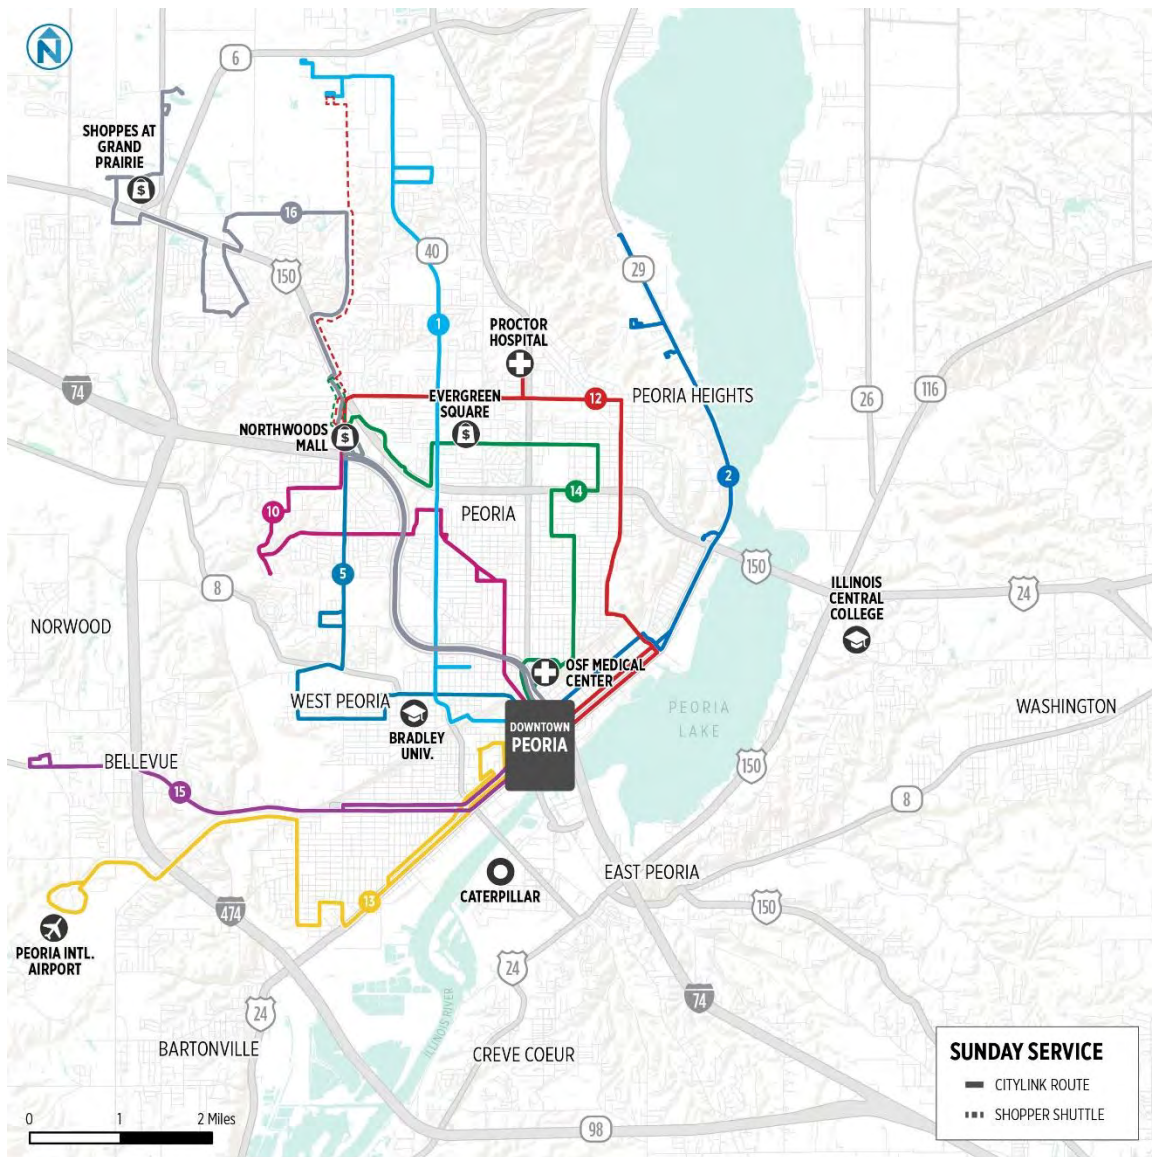 N
6
SHOPPES AT
GRAND
PRAIRIE
$
16
40
150
29
1
PROCTOR
HOSPITAL
74
12
PEORIA HEIGHTS
26
116
EVERGREEN
SQUARE
$
NORTHWOODS
MALL
$
2
14
10
PEORIA
150
5
8
ILLINOIS
CENTRAL
COLLEGE
24
NORWOOD
OSF MEDICAL
CENTER
WEST PEORIA
BRADLEY
UNIV.
DOWNTOWN
PEORIA
PEORIA
LAKE
WASHINGTON
BELLEVUE
15
150
8
EAST PEORIA
CATERPILLAR
13
474
150
PEORIA INTL.
AIRPORT
24
74
24
ILLINOIS RIVER
BARTONVILLE
CREVE COEUR
98
SUNDAY SERVICE
CITYLINK ROUTE
SHOPPER SHUTTLE
0 1 2 Miles